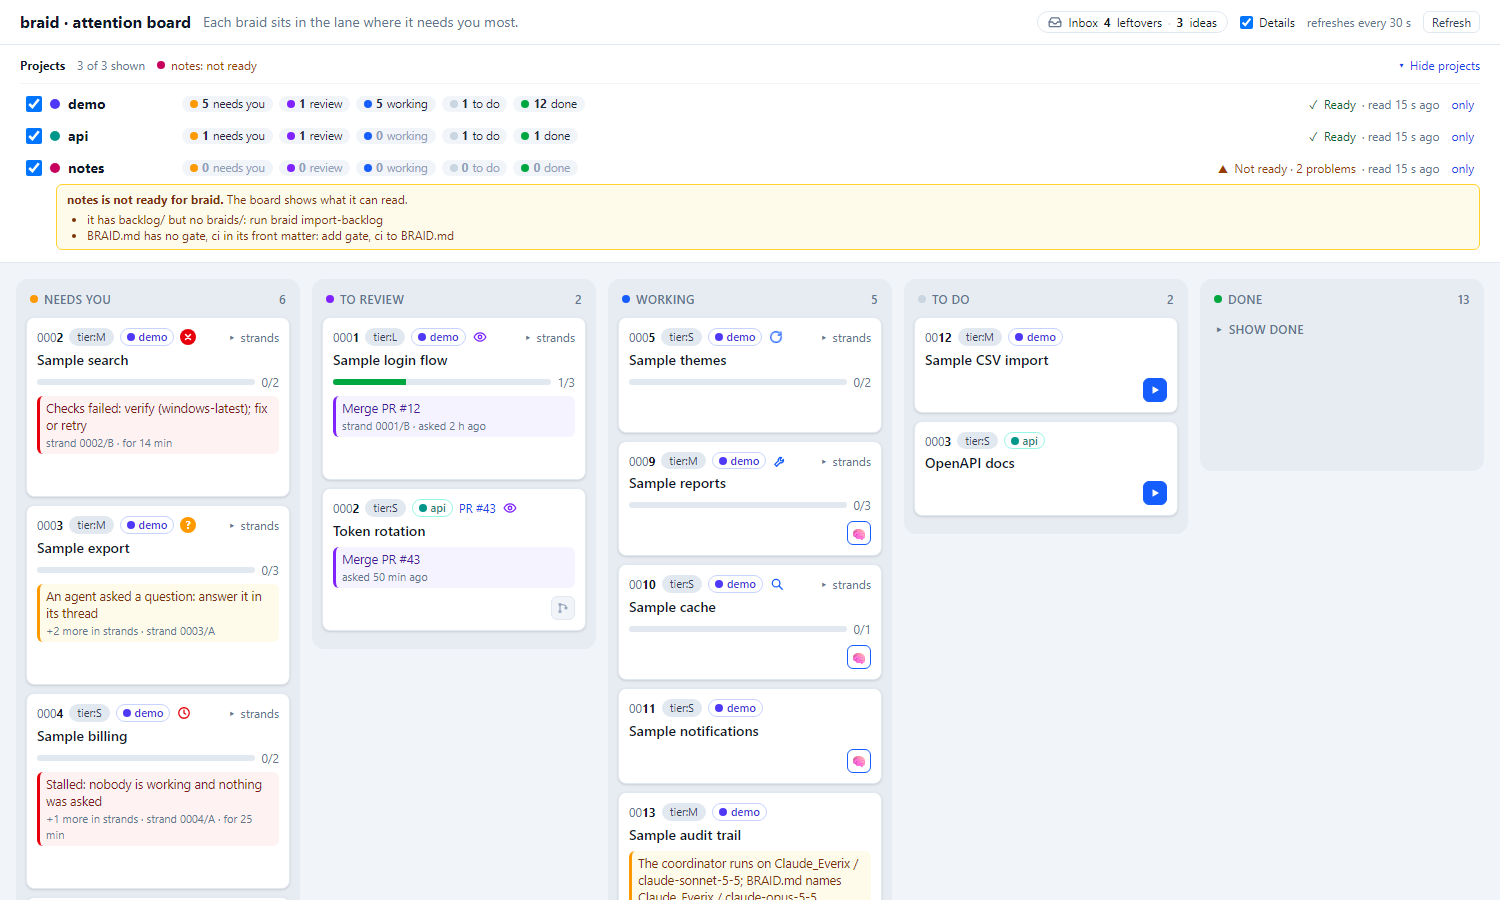 braid · attention board Each braid sits in the lane where it needs you most. Inbox 4 leftovers · 3 ideas Details refreshes every 30 s Refresh
Projects 3 of 3 shown notes: not ready Hide projects
demo 5 needs you 1 review 5 working 1 to do 12 done ✓ Ready · read 15 s ago only
api 1 needs you 1 review 0 working 1 to do 1 done ✓ Ready · read 15 s ago only
notes 0 needs you 0 review 0 working 0 to do 0 done ▲ Not ready · 2 problems · read 15 s ago only
notes is not ready for braid. The board shows what it can read.
• it has backlog/ but no braids/: run braid import-backlog
• BRAID.md has no gate, ci in its front matter: add gate, ci to BRAID.md
NEEDS YOU 6
0002 tier:M demo strands
Sample search
0/2
Checks failed: verify (windows-latest); fix
or retry
strand 0002/B · for 14 min
0003 tier:M demo ? strands
Sample export
0/3
An agent asked a question: answer it in
its thread
+2 more in strands · strand 0003/A
0004 tier:S demo strands
Sample billing
0/2
Stalled: nobody is working and nothing
was asked
+1 more in strands · strand 0004/A · for 25
min
TO REVIEW 2
0001 tier:L demo strands
Sample login flow
1/3
Merge PR #12
strand 0001/B · asked 2 h ago
0002 tier:S api PR #43
Token rotation
Merge PR #43
asked 50 min ago
WORKING 5
0005 tier:S demo strands
Sample themes
0/2
0009 tier:M demo strands
Sample reports
0/3
0010 tier:S demo strands
Sample cache
0/1
0011 tier:S demo
Sample notifications
0013 tier:M demo
Sample audit trail
The coordinator runs on Claude_Everix /
claude-sonnet-5-5; BRAID.md names
Claude_Everix / claude-opus-5-5
TO DO 2
0012 tier:M demo
Sample CSV import
0003 tier:S api
OpenAPI docs
DONE 13
SHOW DONE